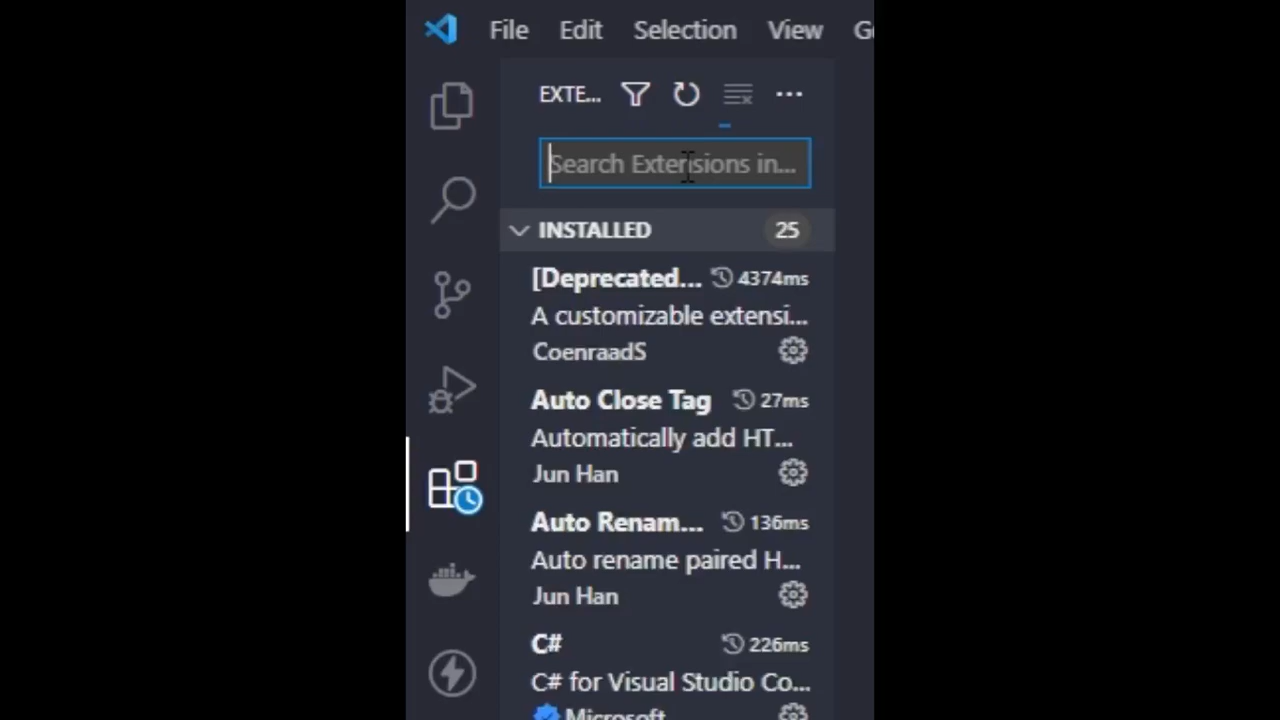 File Edit Selection View G
EXTE...
Search Extensions in...
INSTALLED 25
[Deprecated... 4374ms
A customizable extensi...
CoenraadS
Auto Close Tag 27ms
Automatically add HT...
Jun Han
Auto Renam... 136ms
Auto rename paired H...
Jun Han
C# 226ms
C# for Visual Studio Co...
Microsoft